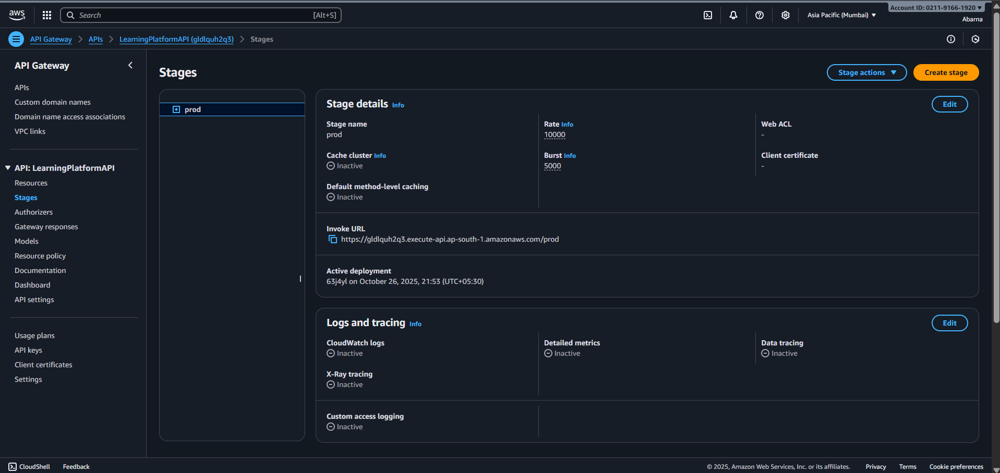 aws
Search [Alt+S]
Asia Pacific (Mumbai)
Account ID: 0211-9166-1920
Abarna
API Gateway
APIs
LearningPlatformAPI (gldlquh2q3)
Stages
API Gateway
APIs
Custom domain names
Domain name access associations
VPC links
API: LearningPlatformAPI
Resources
Stages
Authorizers
Gateway responses
Models
Resource policy
Documentation
Dashboard
API settings
Usage plans
API keys
Client certificates
Settings
Stages
Stage actions
Create stage
prod
Stage details Info
Edit
Stage name
prod
Rate Info
10000
Web ACL
-
Cache cluster Info
Inactive
Burst Info
5000
Client certificate
-
Default method-level caching
Inactive
Invoke URL
https://gldlquh2q3.execute-api.ap-south-1.amazonaws.com/prod
Active deployment
63j4yl on October 26, 2025, 21:53 (UTC+05:30)
Logs and tracing Info
Edit
CloudWatch logs
Inactive
Detailed metrics
Inactive
Data tracing
Inactive
X-Ray tracing
Inactive
Custom access logging
Inactive
CloudShell
Feedback
© 2025, Amazon Web Services, Inc. or its affiliates.
Privacy
Terms
Cookie preferences